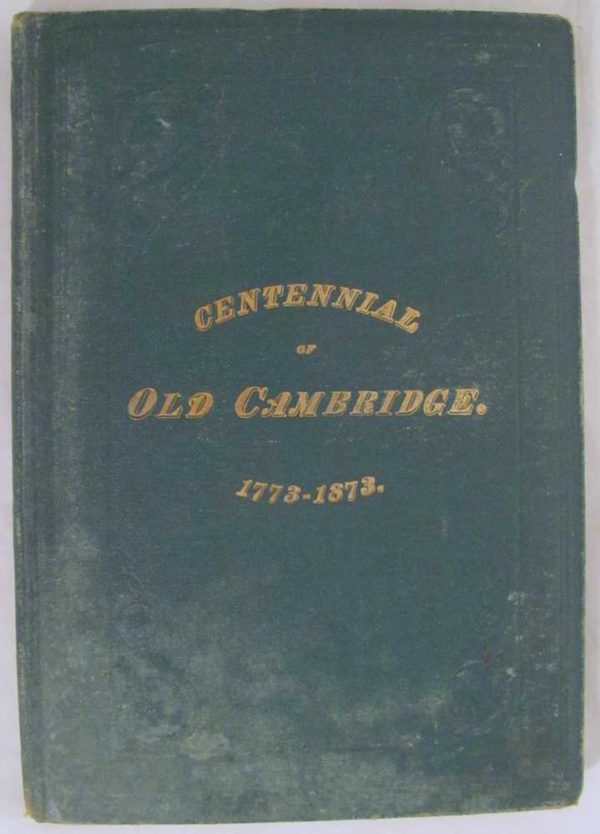 CENTENNIAL
OF
OLD CAMBRIDGE.
1773-1873.